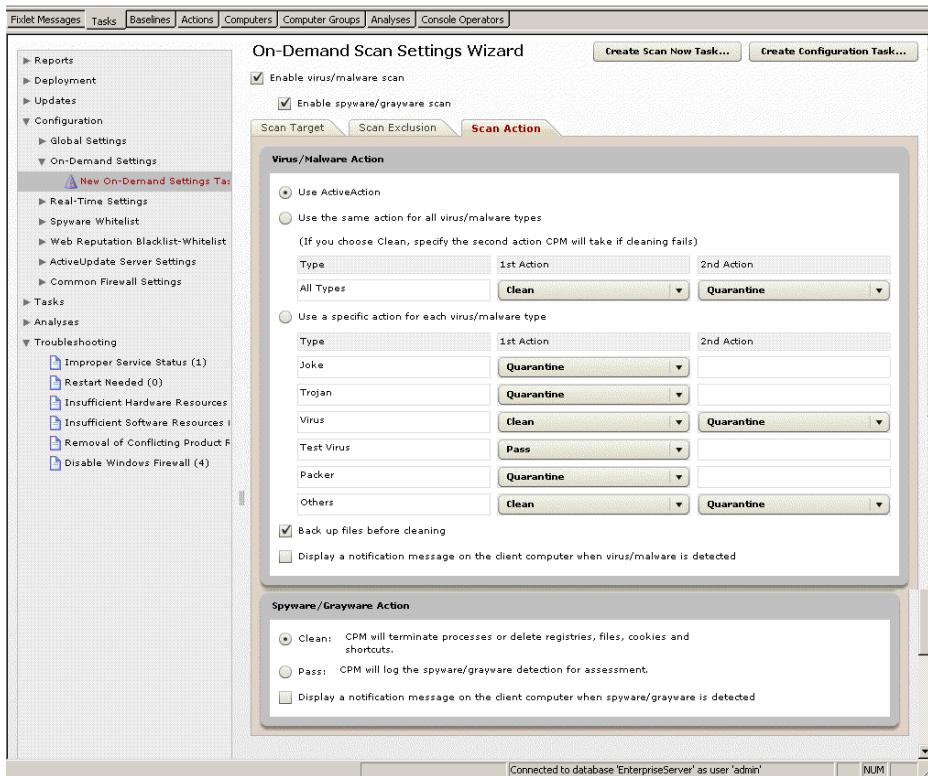 Fixlet Messages Tasks Baselines Actions Computers Computer Groups Analyses Console Operators
Reports
Deployment
Updates
Configuration
Global Settings
On-Demand Settings
New On-Demand Settings Ta
Real-Time Settings
Spyware Whitelist
Web Reputation Blacklist-Whitelist
ActiveUpdate Server Settings
Common Firewall Settings
Tasks
Analyses
Troubleshooting
Improper Service Status (1)
Restart Needed (0)
Insufficient Hardware Resources
Insufficient Software Resources
Removal of Conflicting Product
Disable Windows Firewall (4)
On-Demand Scan Settings Wizard
Create Scan Now Task...
Create Configuration Task...
Enable virus/malware scan
Enable spyware/grayware scan
Scan Target Scan Exclusion Scan Action
Virus/Malware Action
Use ActiveAction
Use the same action for all virus/malware types
(If you choose Clean, specify the second action CPM will take if cleaning fails)
Type 1st Action 2nd Action
All Types Clean Quarantine
Use a specific action for each virus/malware type
Type 1st Action 2nd Action
Joke Quarantine
Trojan Quarantine
Virus Clean Quarantine
Test Virus Pass
Packer Quarantine
Others Clean Quarantine
Back up files before cleaning
Display a notification message on the client computer when virus/malware is detected
Spyware/Grayware Action
Clean: CPM will terminate processes or delete registries, files, cookies and
shortcuts.
Pass: CPM will log the spyware/grayware detection for assessment.
Display a notification message on the client computer when spyware/grayware is detected
Connected to database 'EnterpriseServer' as user 'admin' NUM